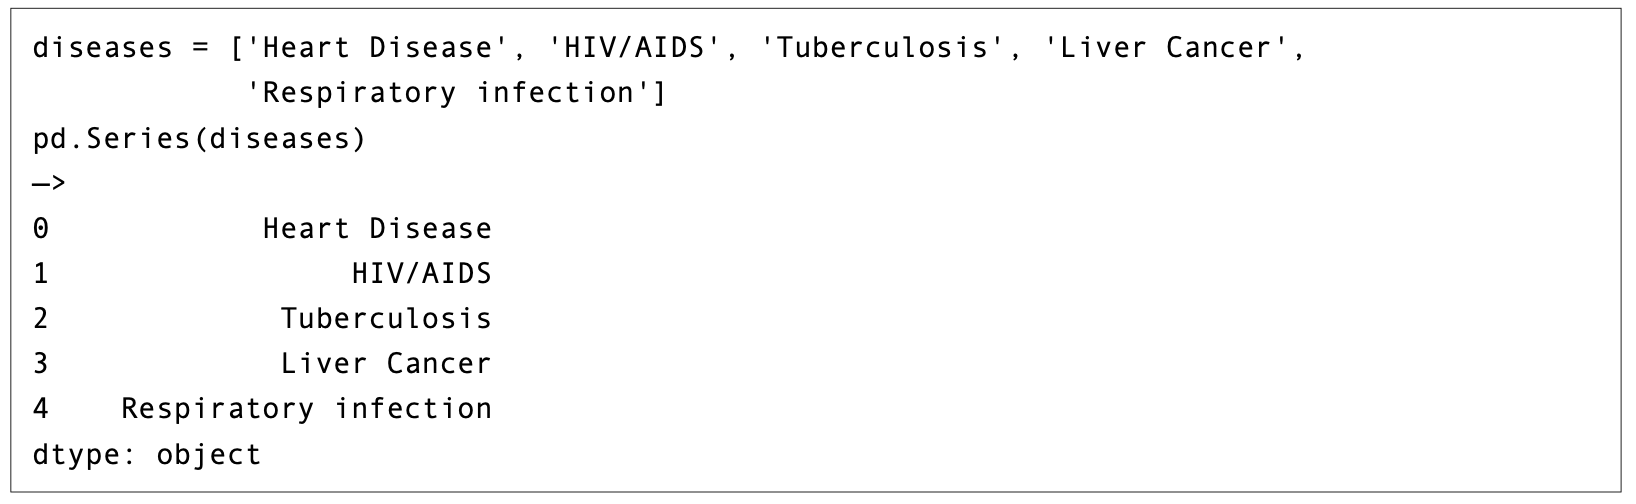 diseases = ['Heart Disease', 'HIV/AIDS', 'Tuberculosis', 'Liver Cancer',
            'Respiratory infection']
pd.Series(diseases)
—>
0            Heart Disease
1                 HIV/AIDS
2             Tuberculosis
3             Liver Cancer
4    Respiratory infection
dtype: object